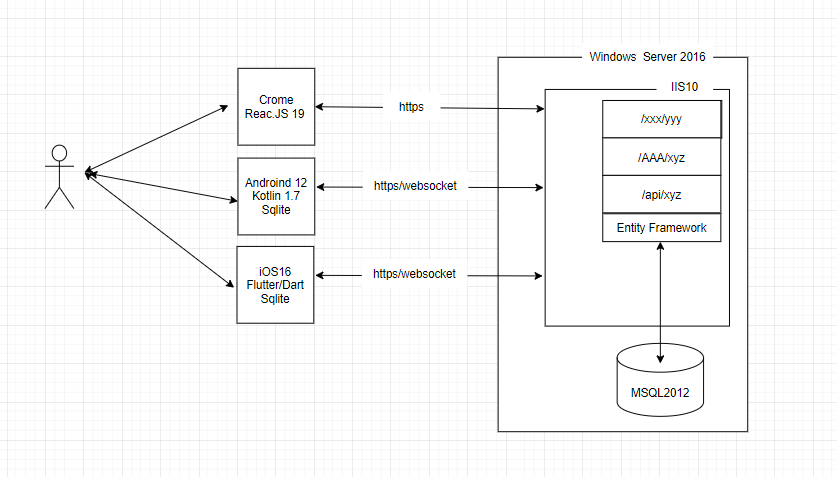 Windows Server 2016
IIS10
Crome
Reac.JS 19
https
/xxx/yyy
/AAA/xyz
Androind 12
Kotlin 1.7
Sqlite
https/websocket
/api/xyz
Entity Framework
iOS16
Flutter/Dart
Sqlite
https/websocket
MSQL2012